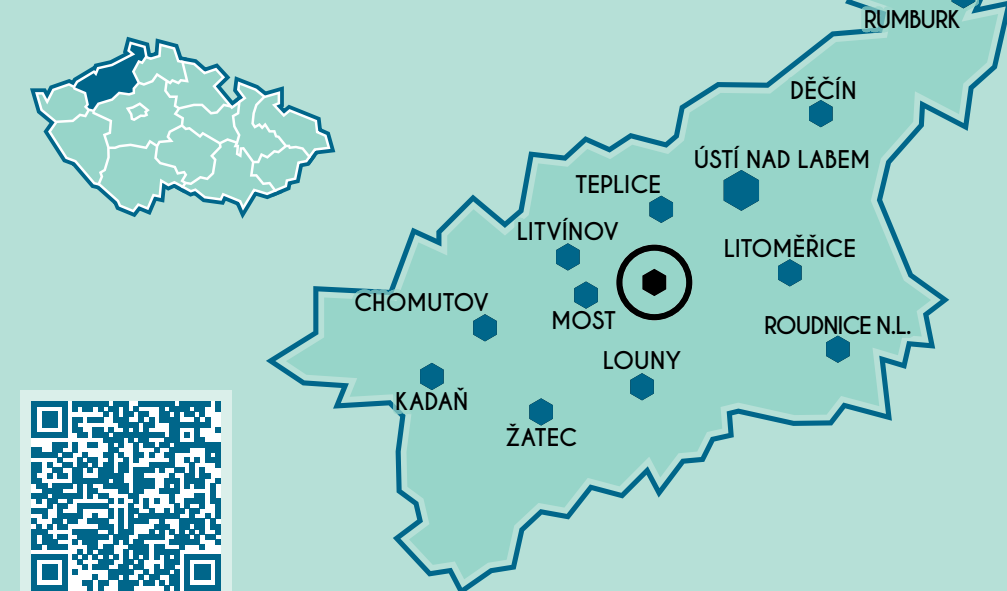 RUMBURK
DĚČÍN
ÚSTÍ NAD LABEM
TEPLICE
LITVÍNOV
LITOMĚŘICE
CHOMUTOV
MOST
ROUDNICE N.L.
LOUNY
KADAŇ
ŽATEC